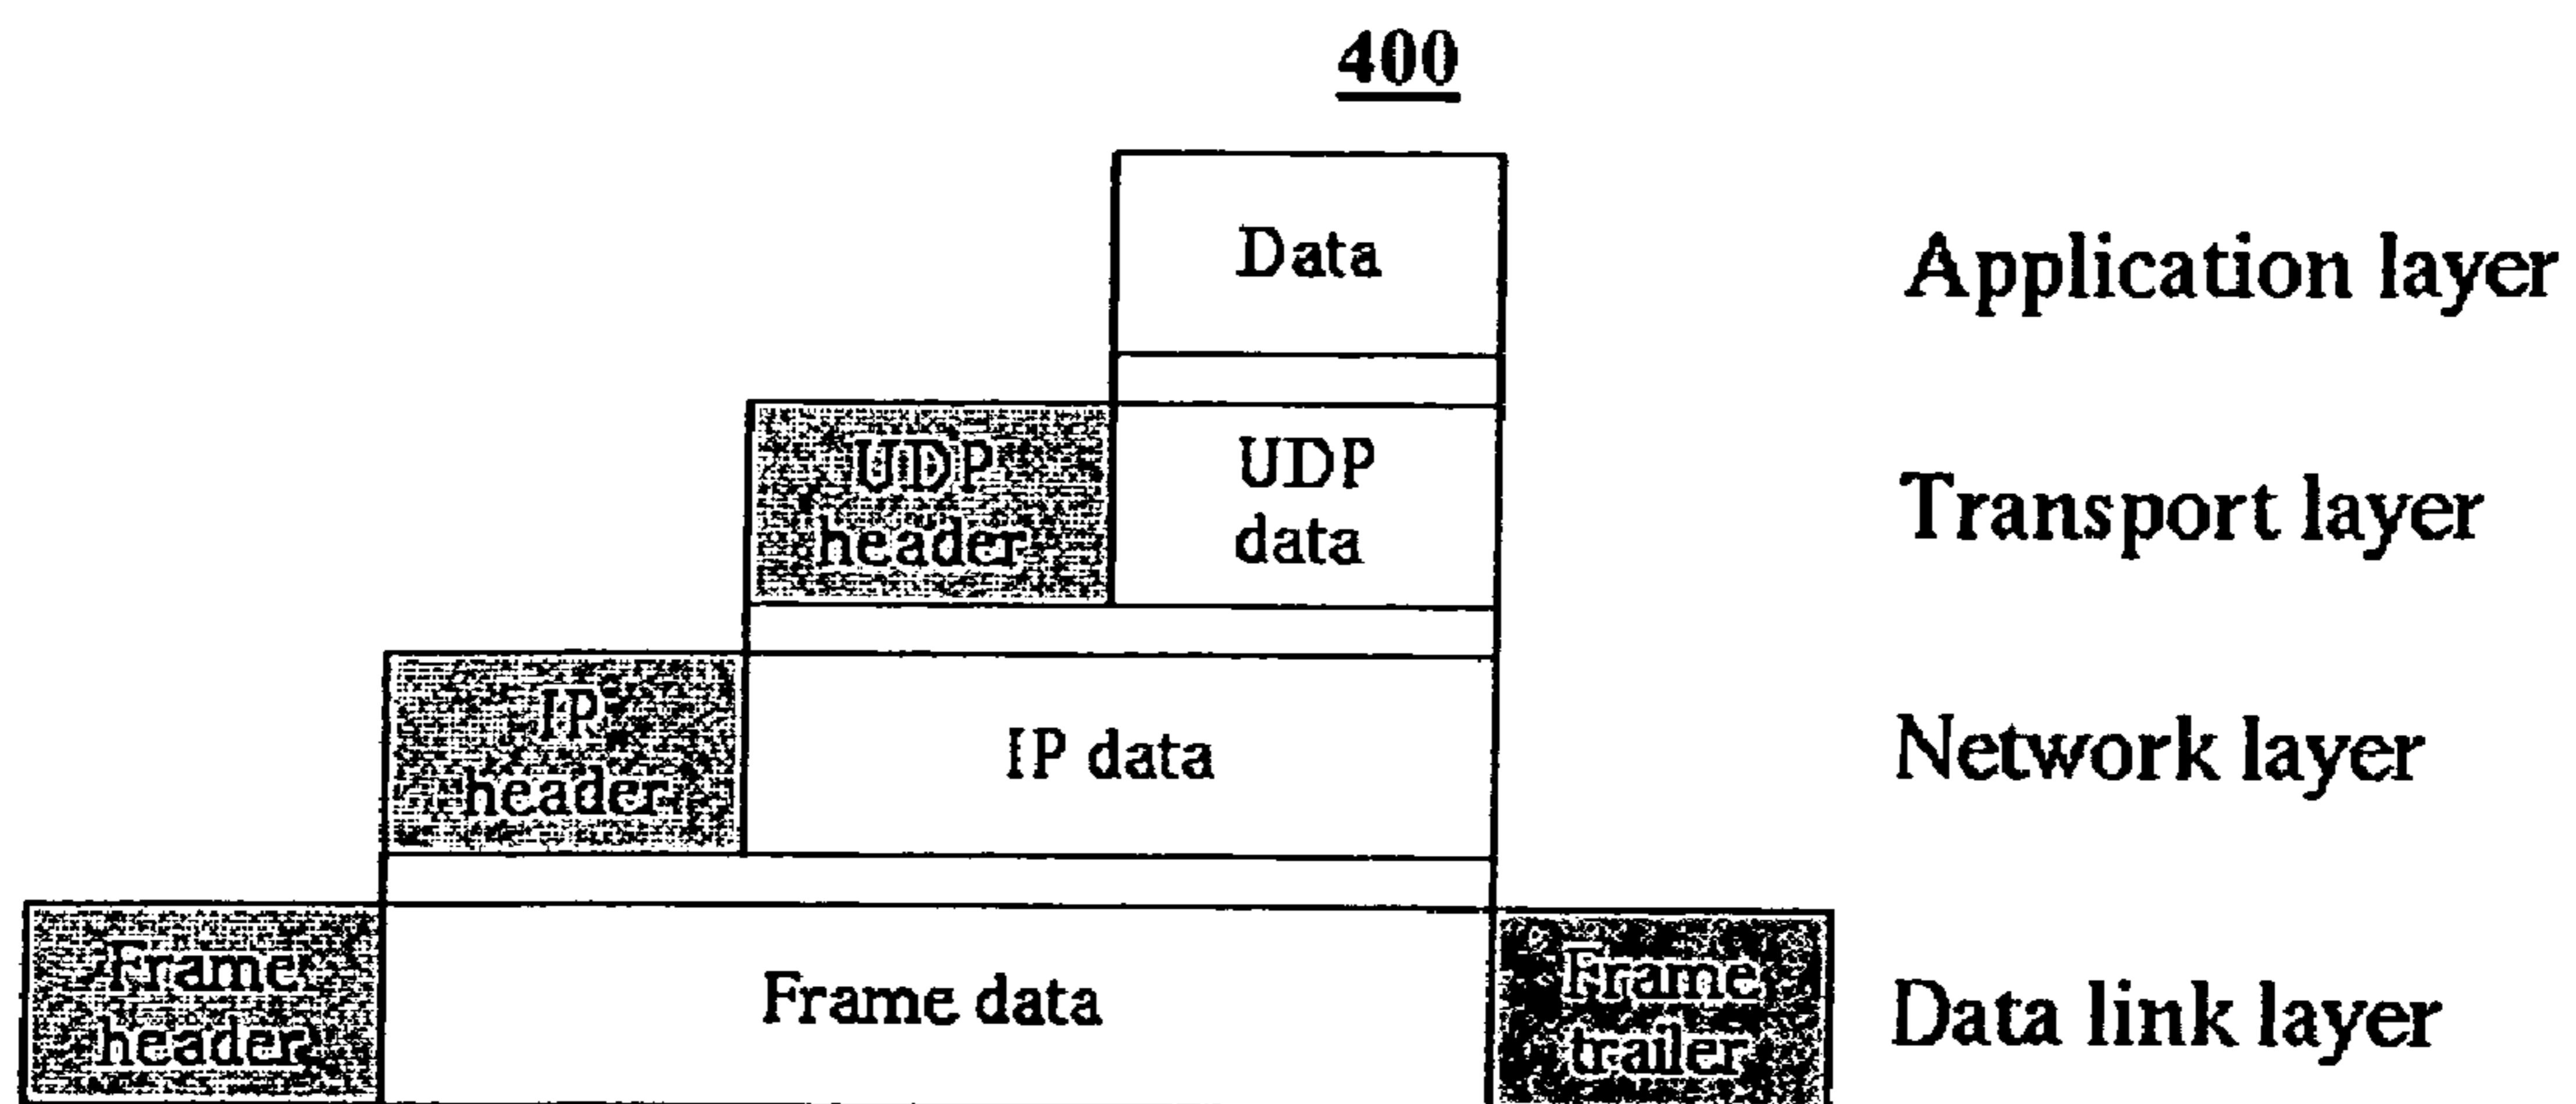 400
Data
Application layer
UDP
header
UDP
data
Transport layer
IP
header
IP data
Network layer
Frame
header
Frame data
Frame
trailer
Data link layer